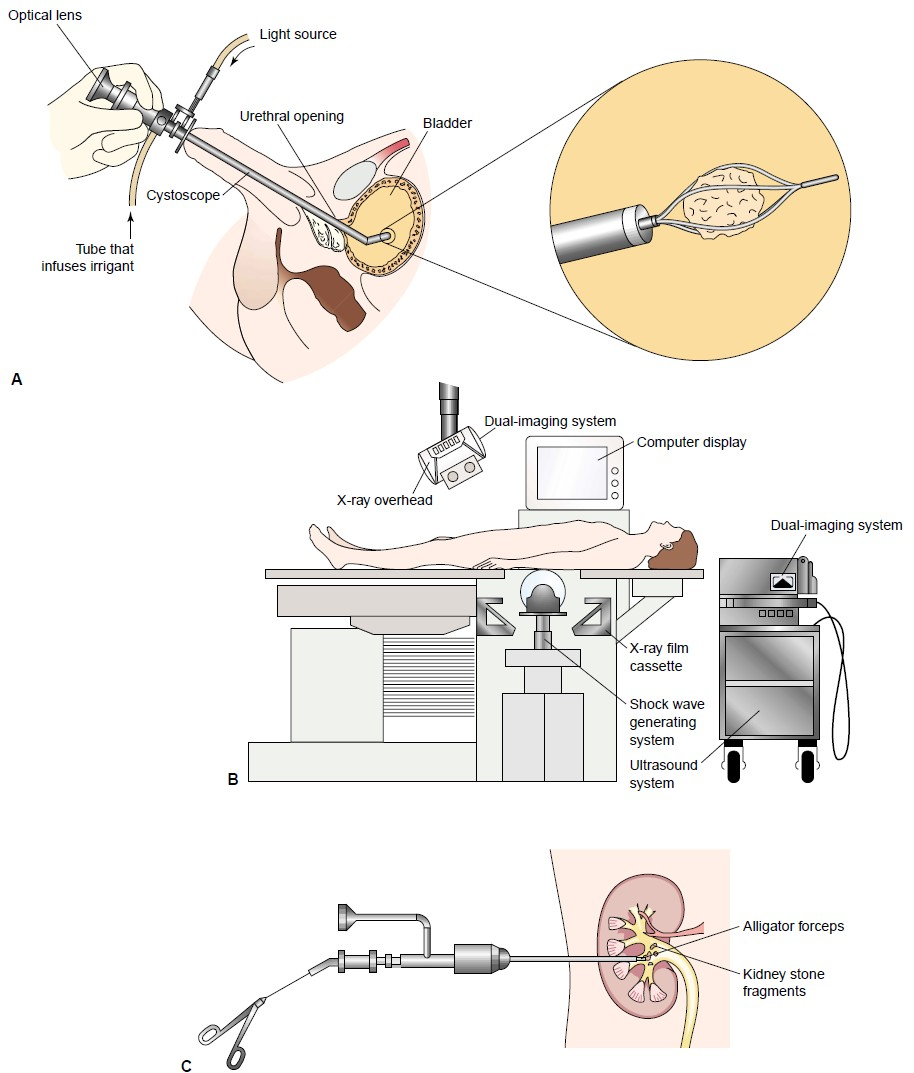 Optical lens
Light source
Urethral opening
Bladder
Cystoscope
Tube that
infuses irrigant
A
Dual-imaging system
Computer display
X-ray overhead
Dual-imaging system
X-ray film
cassette
Shock wave
generating
system
Ultrasound
system
B
Alligator forceps
Kidney stone
fragments
C